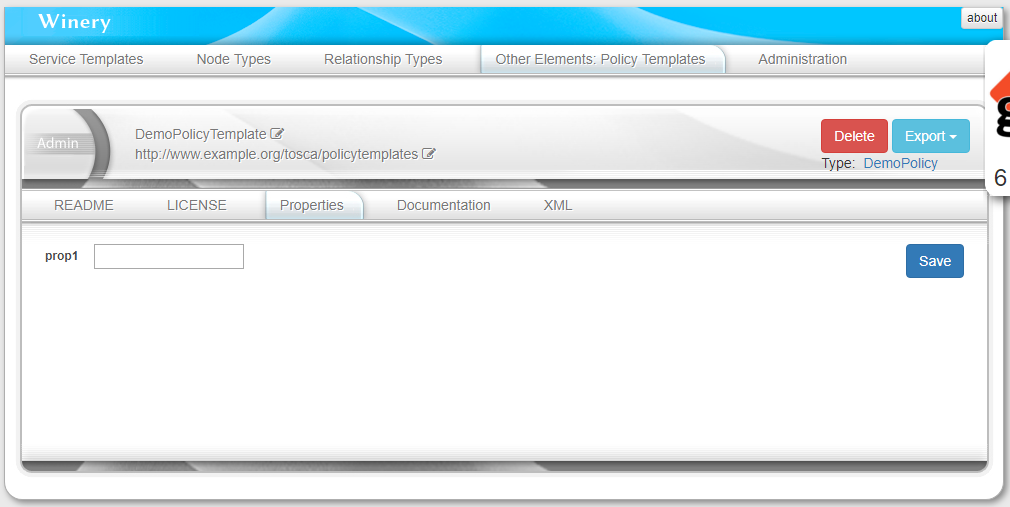 Winery
about
Service Templates Node Types Relationship Types Other Elements: Policy Templates Administration
Admin
DemoPolicyTemplate
http://www.example.org/tosca/policytemplates
Delete Export
Type: DemoPolicy
6
README LICENSE Properties Documentation XML
prop1
Save